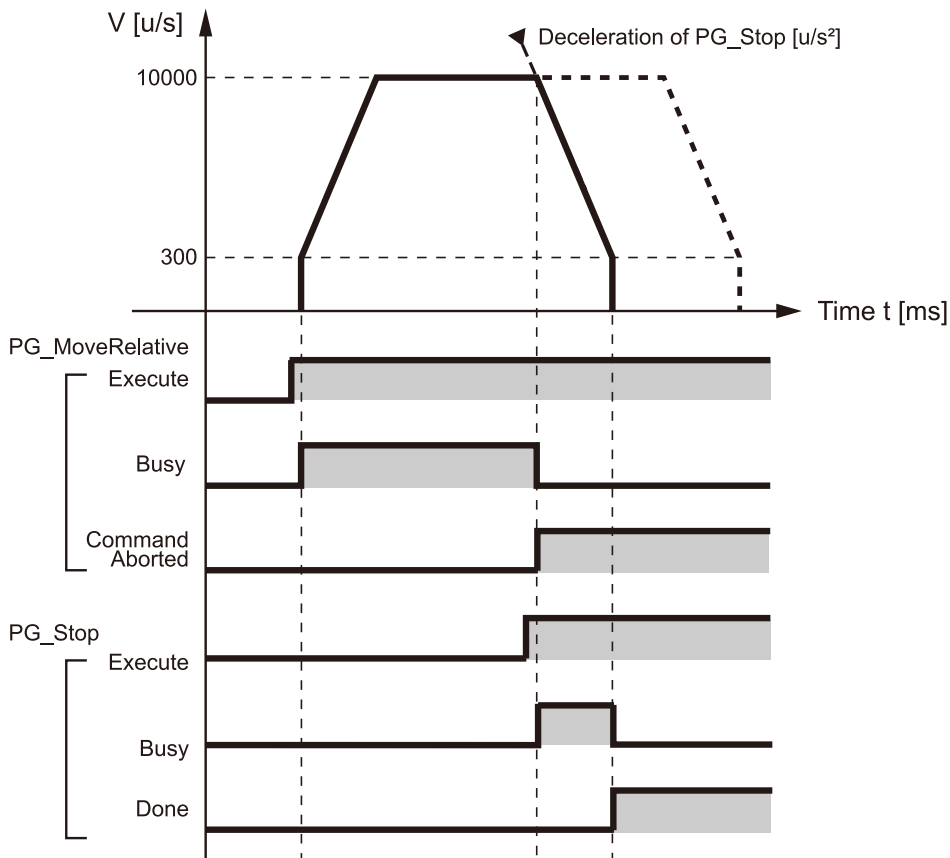 V [u/s]
Deceleration of PG_Stop [u/s²]
10000
300
Time t [ms]
PG_MoveRelative
Execute
Busy
Command
Aborted
PG_Stop
Execute
Busy
Done